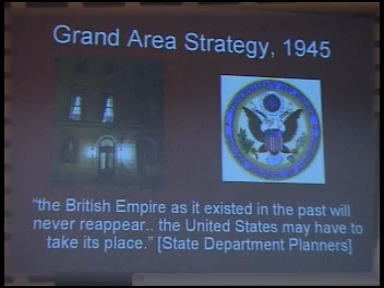 Grand Area Strategy, 1945
"the British Empire as it existed in the past will
never reappear.. the United States may have to
take its place." [State Department Planners]